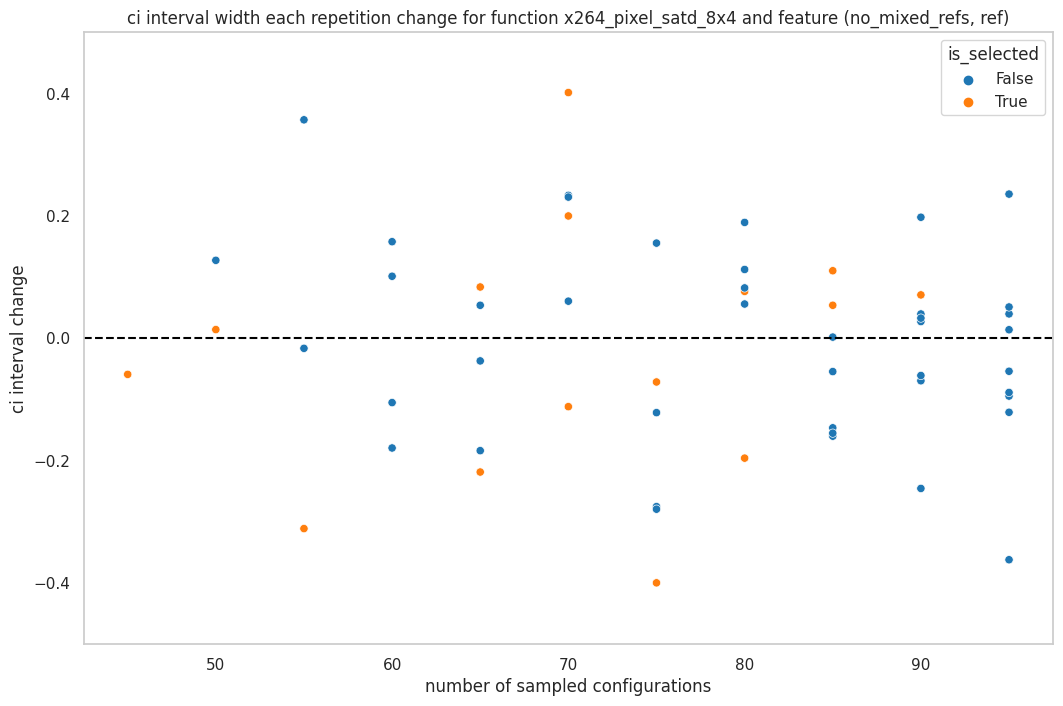 ci interval width each repetition change for function x264_pixel_satd_8x4 and feature (no_mixed_refs, ref)
is_selected
False
True
ci interval change
0.4
0.2
0.0
−0.2
−0.4
50
60
70
80
90
number of sampled configurations